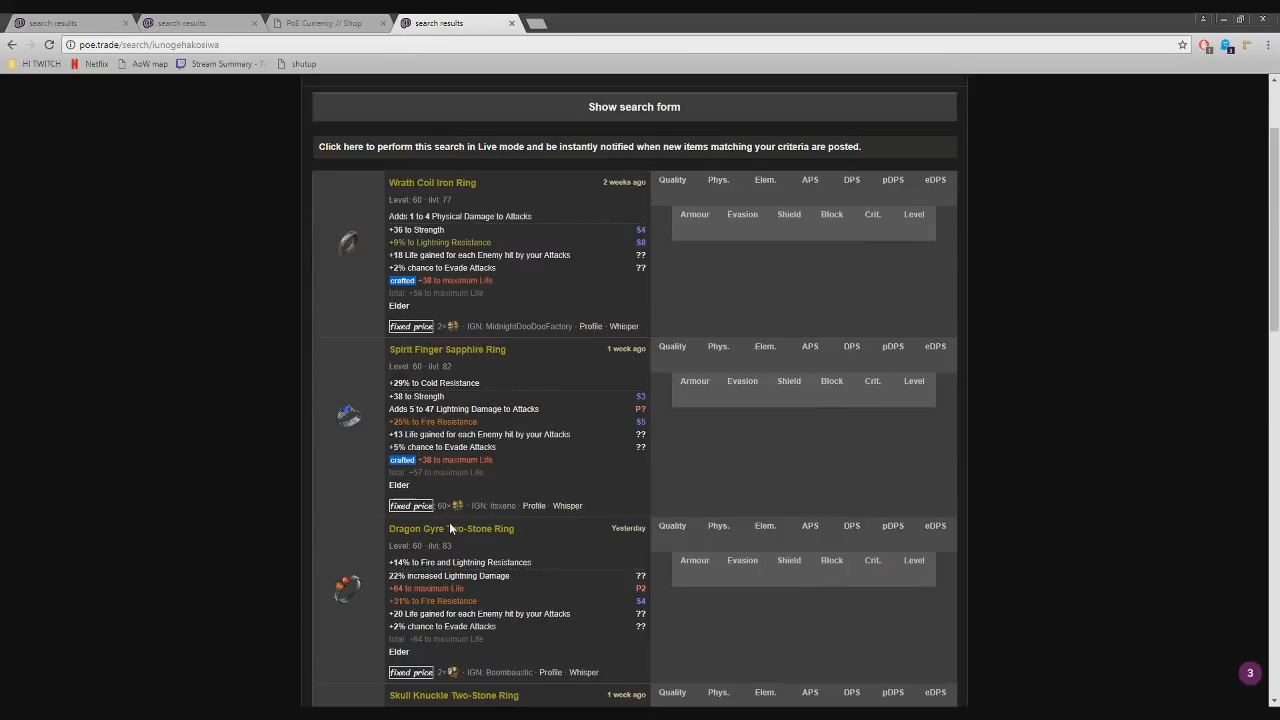 search results
search results
PoE Currency // Shop
search results
poe.trade/search/iunogehakosiwa
HI TWITCH
Netflix
AoW map
Stream Summary - T
shutup
Show search form
Click here to perform this search in Live mode and be instantly notified when new items matching your criteria are posted.
Wrath Coil Iron Ring 2 weeks ago
Level: 60 · ilvl: 77
Adds 1 to 4 Physical Damage to Attacks
+36 to Strength S4
+9% to Lightning Resistance S8
+18 Life gained for each Enemy hit by your Attacks ??
+2% chance to Evade Attacks ??
crafted +38 to maximum Life
total: +56 to maximum Life
Elder
fixed price 2× · IGN: MidnightDooDooFactory · Profile · Whisper
Quality Phys. Elem. APS DPS pDPS eDPS
Armour Evasion Shield Block Crit. Level
Spirit Finger Sapphire Ring 1 week ago
Level: 60 · ilvl: 82
+29% to Cold Resistance
+38 to Strength S3
Adds 5 to 47 Lightning Damage to Attacks P?
+25% to Fire Resistance S5
+13 Life gained for each Enemy hit by your Attacks ??
+5% chance to Evade Attacks ??
crafted +38 to maximum Life
total: +57 to maximum Life
Elder
fixed price 60× · IGN: itsxeno · Profile · Whisper
Quality Phys. Elem. APS DPS pDPS eDPS
Armour Evasion Shield Block Crit. Level
Dragon Gyre Two-Stone Ring Yesterday
Level: 60 · ilvl: 83
+14% to Fire and Lightning Resistances
22% increased Lightning Damage ??
+64 to maximum Life P2
+31% to Fire Resistance S4
+20 Life gained for each Enemy hit by your Attacks ??
+2% chance to Evade Attacks ??
total: +64 to maximum Life
Elder
fixed price 2× · IGN: Boombaustic · Profile · Whisper
Quality Phys. Elem. APS DPS pDPS eDPS
Armour Evasion Shield Block Crit. Level
Skull Knuckle Two-Stone Ring 1 week ago
Quality Phys. Elem. APS DPS pDPS eDPS
3